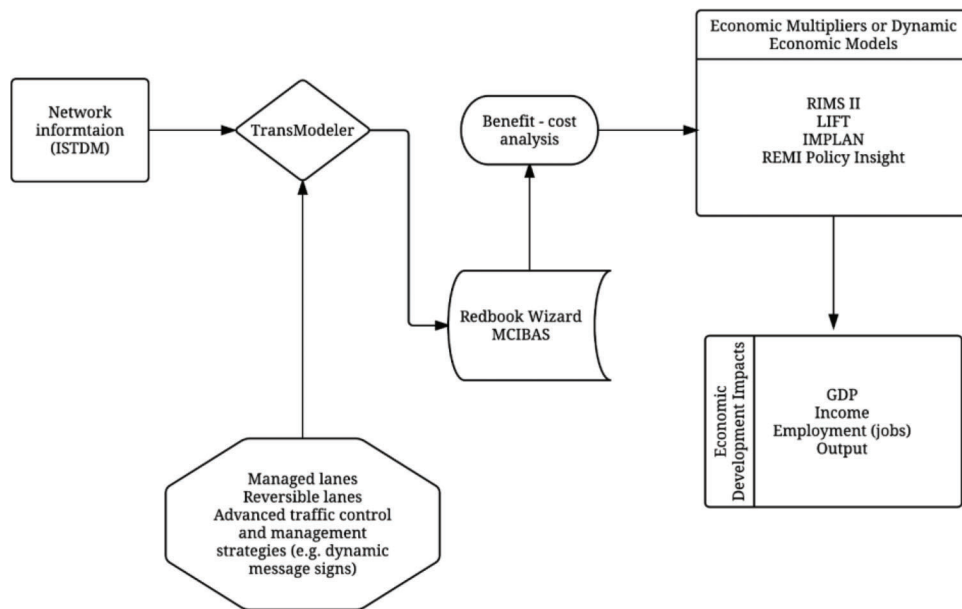 Network
informtaion
(ISTDM)
TransModeler
Managed lanes
Reversible lanes
Advanced traffic control
and management
strategies (e.g. dynamic
message signs)
Redbook Wizard
MCIBAS
Benefit - cost
analysis
Economic Multipliers or Dynamic
Economic Models
RIMS II
LIFT
IMPLAN
REMI Policy Insight
Economic
Development Impacts
GDP
Income
Employment (jobs)
Output